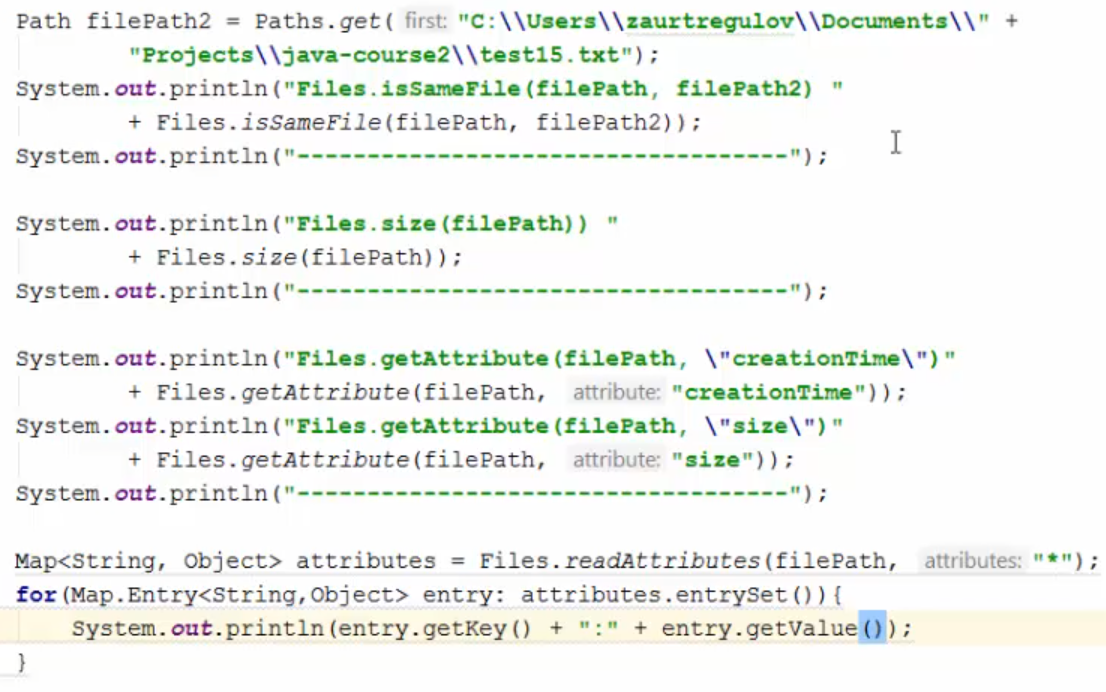 Path filePath2 = Paths.get( first: "C:\\Users\\zaurtregulov\\Documents\\" +
"Projects\\java-course2\\test15.txt");
System.out.println("Files.isSameFile(filePath, filePath2) "
+ Files.isSameFile(filePath, filePath2));
System.out.println("-----------------------------------");
System.out.println("Files.size(filePath)) "
+ Files.size(filePath));
System.out.println("-----------------------------------");
System.out.println("Files.getAttribute(filePath, \"creationTime\")"
+ Files.getAttribute(filePath, attribute: "creationTime"));
System.out.println("Files.getAttribute(filePath, \"size\")"
+ Files.getAttribute(filePath, attribute: "size"));
System.out.println("-----------------------------------");
Map<String, Object> attributes = Files.readAttributes(filePath, attributes: "*");
for(Map.Entry<String,Object> entry: attributes.entrySet()){
System.out.println(entry.getKey() + ":" + entry.getValue());
}